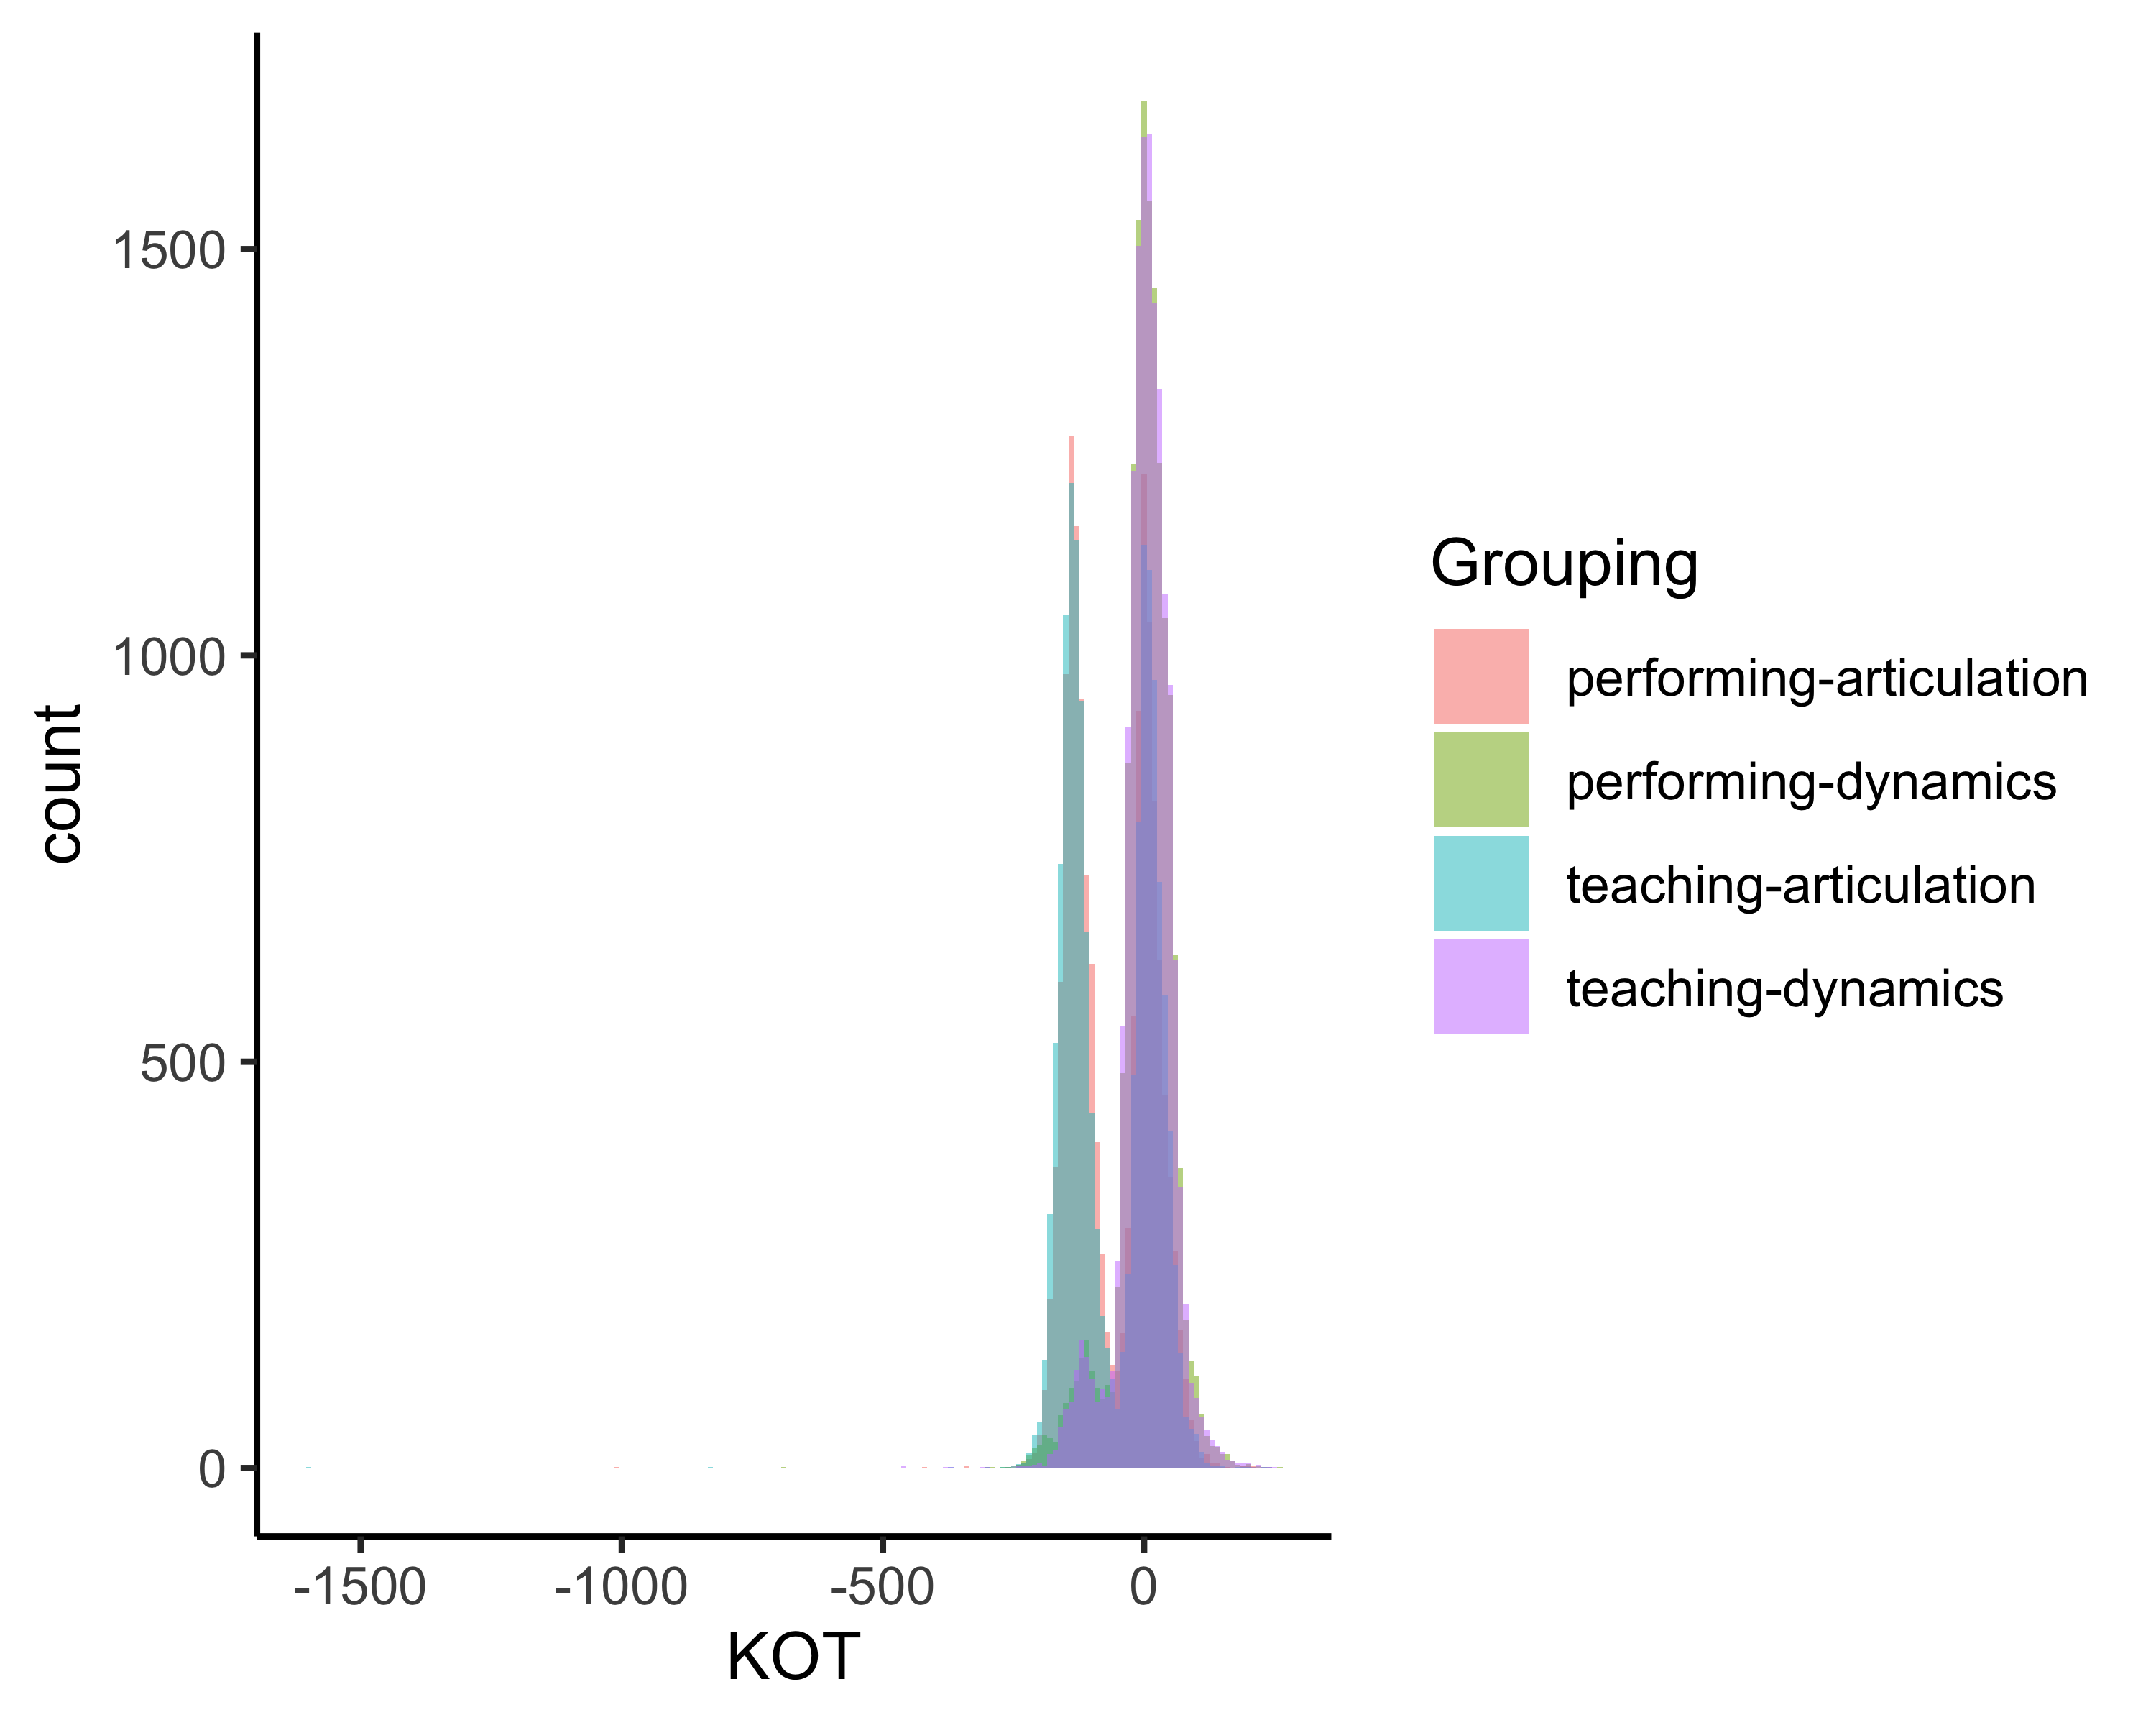 1500
1000
500
0
count
-1500
-1000
-500
0
KOT
Grouping
performing-articulation
performing-dynamics
teaching-articulation
teaching-dynamics